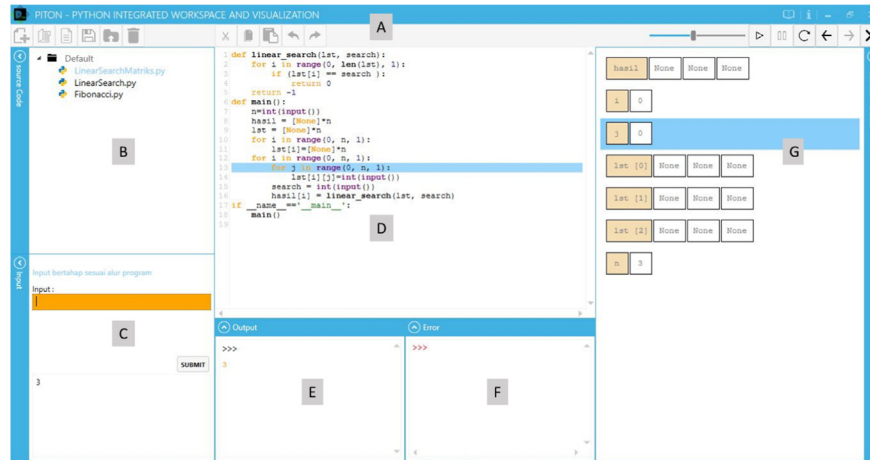 PITON - PYTHON INTEGRATED WORKSPACE AND VISUALIZATION
A
source Code
Default
LinearSearchMatriks.py
LinearSearch.py
Fibonacci.py
B
Input
Input bertahap sesuai alur program
Input :
C
SUBMIT
3
1 def linear_search(lst, search):
2 for i in range(0, len(lst), 1):
3 if (lst[i] == search ):
4 return 0
5 return -1
6 def main():
7 n=int(input())
8 hasil = [None]*n
9 lst = [None]*n
10 for i in range(0, n, 1):
11 lst[i]=[None]*n
12 for i in range(0, n, 1):
13 for j in range(0, n, 1):
14 lst[i][j]=int(input())
15 search = int(input())
16 hasil[i] = linear_search(lst, search)
17 if __name__=='__main__':
18 main()
19
D
Output
>>>
3
E
Error
>>>
F
hasil None None None
i 0
j 0
G
lst [0] None None None
lst [1] None None None
lst [2] None None None
n 3